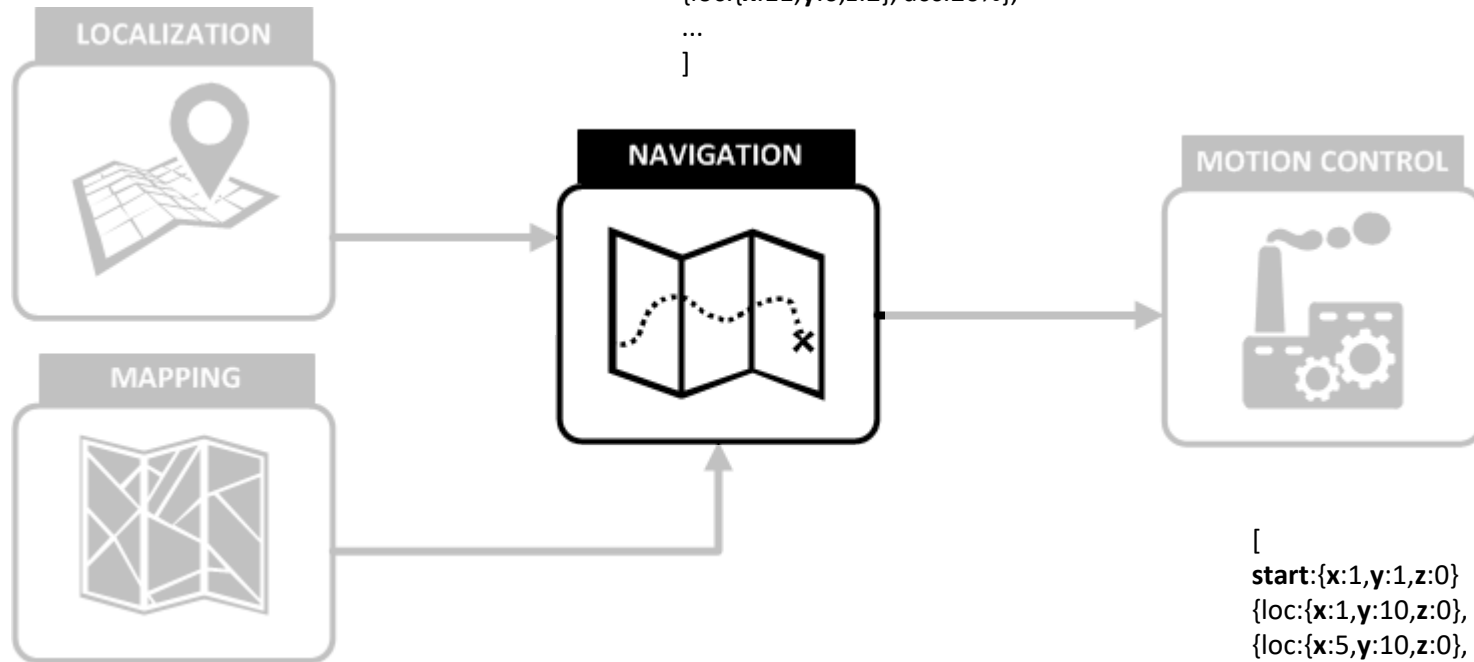 LOCALIZATION
...
]
NAVIGATION
MOTION CONTROL
MAPPING
[
start:{x:1,y:1,z:0}
{loc:{x:1,y:10,z:0},
{loc:{x:5,y:10,z:0},